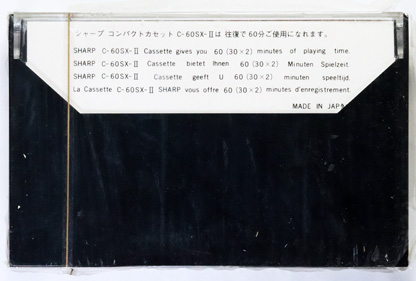 シャープ コンパクトカセット C-60SX-Ⅱは 往復で60分ご使用になれます。
SHARP C-60SX-Ⅱ Cassette gives you 60 (30×2) minutes of playing time.
SHARP C-60SX-Ⅱ Cassette bietet Ihnen 60 (30×2) Minuten Spielzeit.
SHARP C-60SX-Ⅱ Cassette geeft U 60 (30×2) minuten speeltijd.
La Cassette C-60SX-Ⅱ SHARP vous offre 60 (30×2) minutes d'enregistrement.
MADE IN JAPA